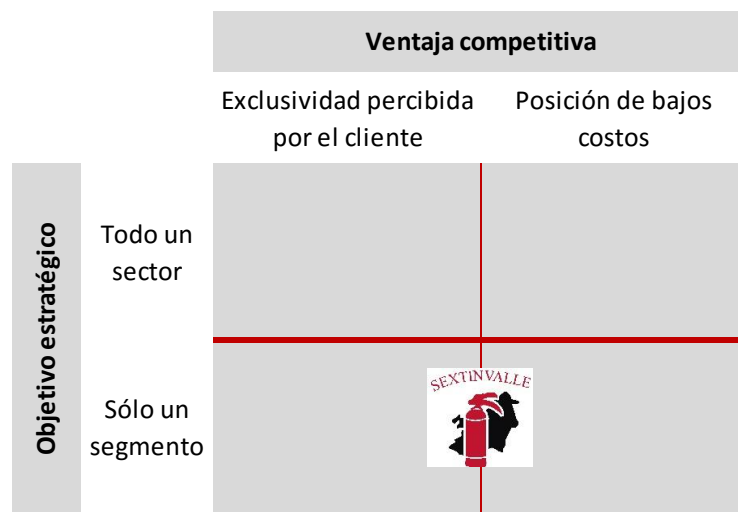 Ventaja competitiva
Exclusividad percibida
por el cliente
Posición de bajos
costos
Objetivo estratégico
Todo un
sector
Sólo un
segmento
SEXTINVALLE